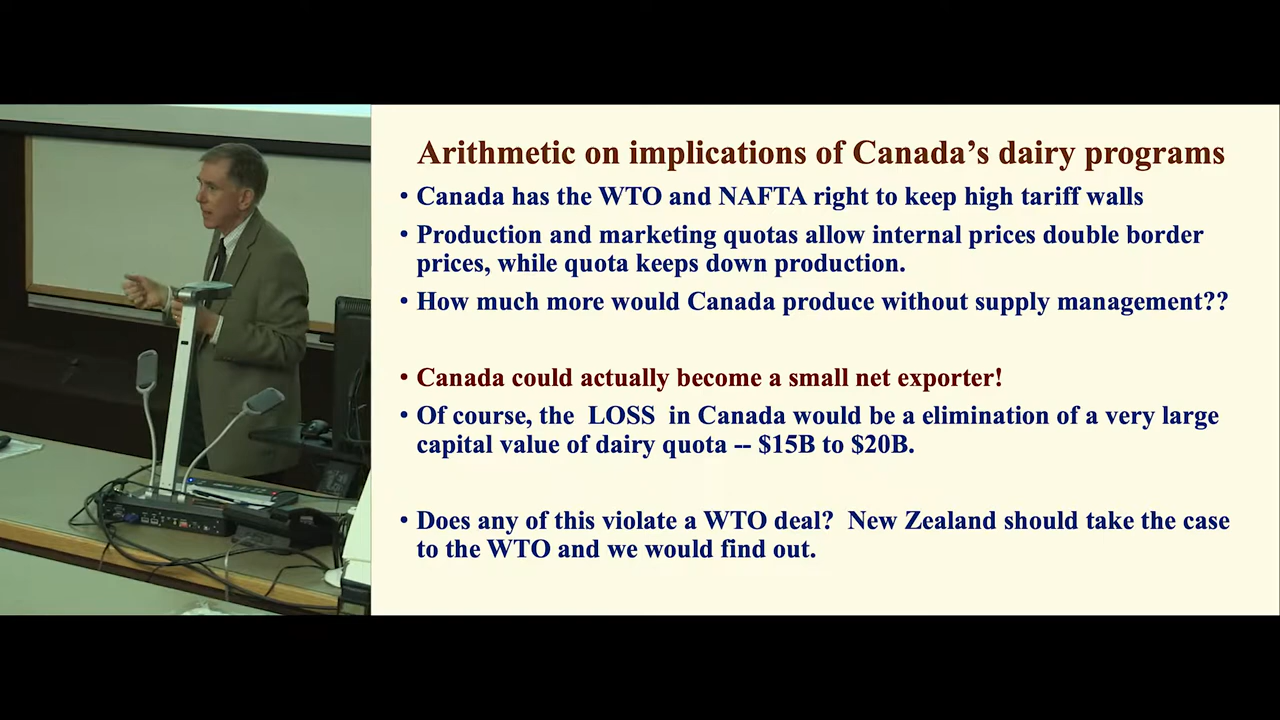 Arithmetic on implications of Canada's dairy programs
• Canada has the WTO and NAFTA right to keep high tariff walls
• Production and marketing quotas allow internal prices double border
prices, while quota keeps down production.
• How much more would Canada produce without supply management??
• Canada could actually become a small net exporter!
• Of course, the LOSS in Canada would be a elimination of a very large
capital value of dairy quota -- $15B to $20B.
• Does any of this violate a WTO deal? New Zealand should take the case
to the WTO and we would find out.